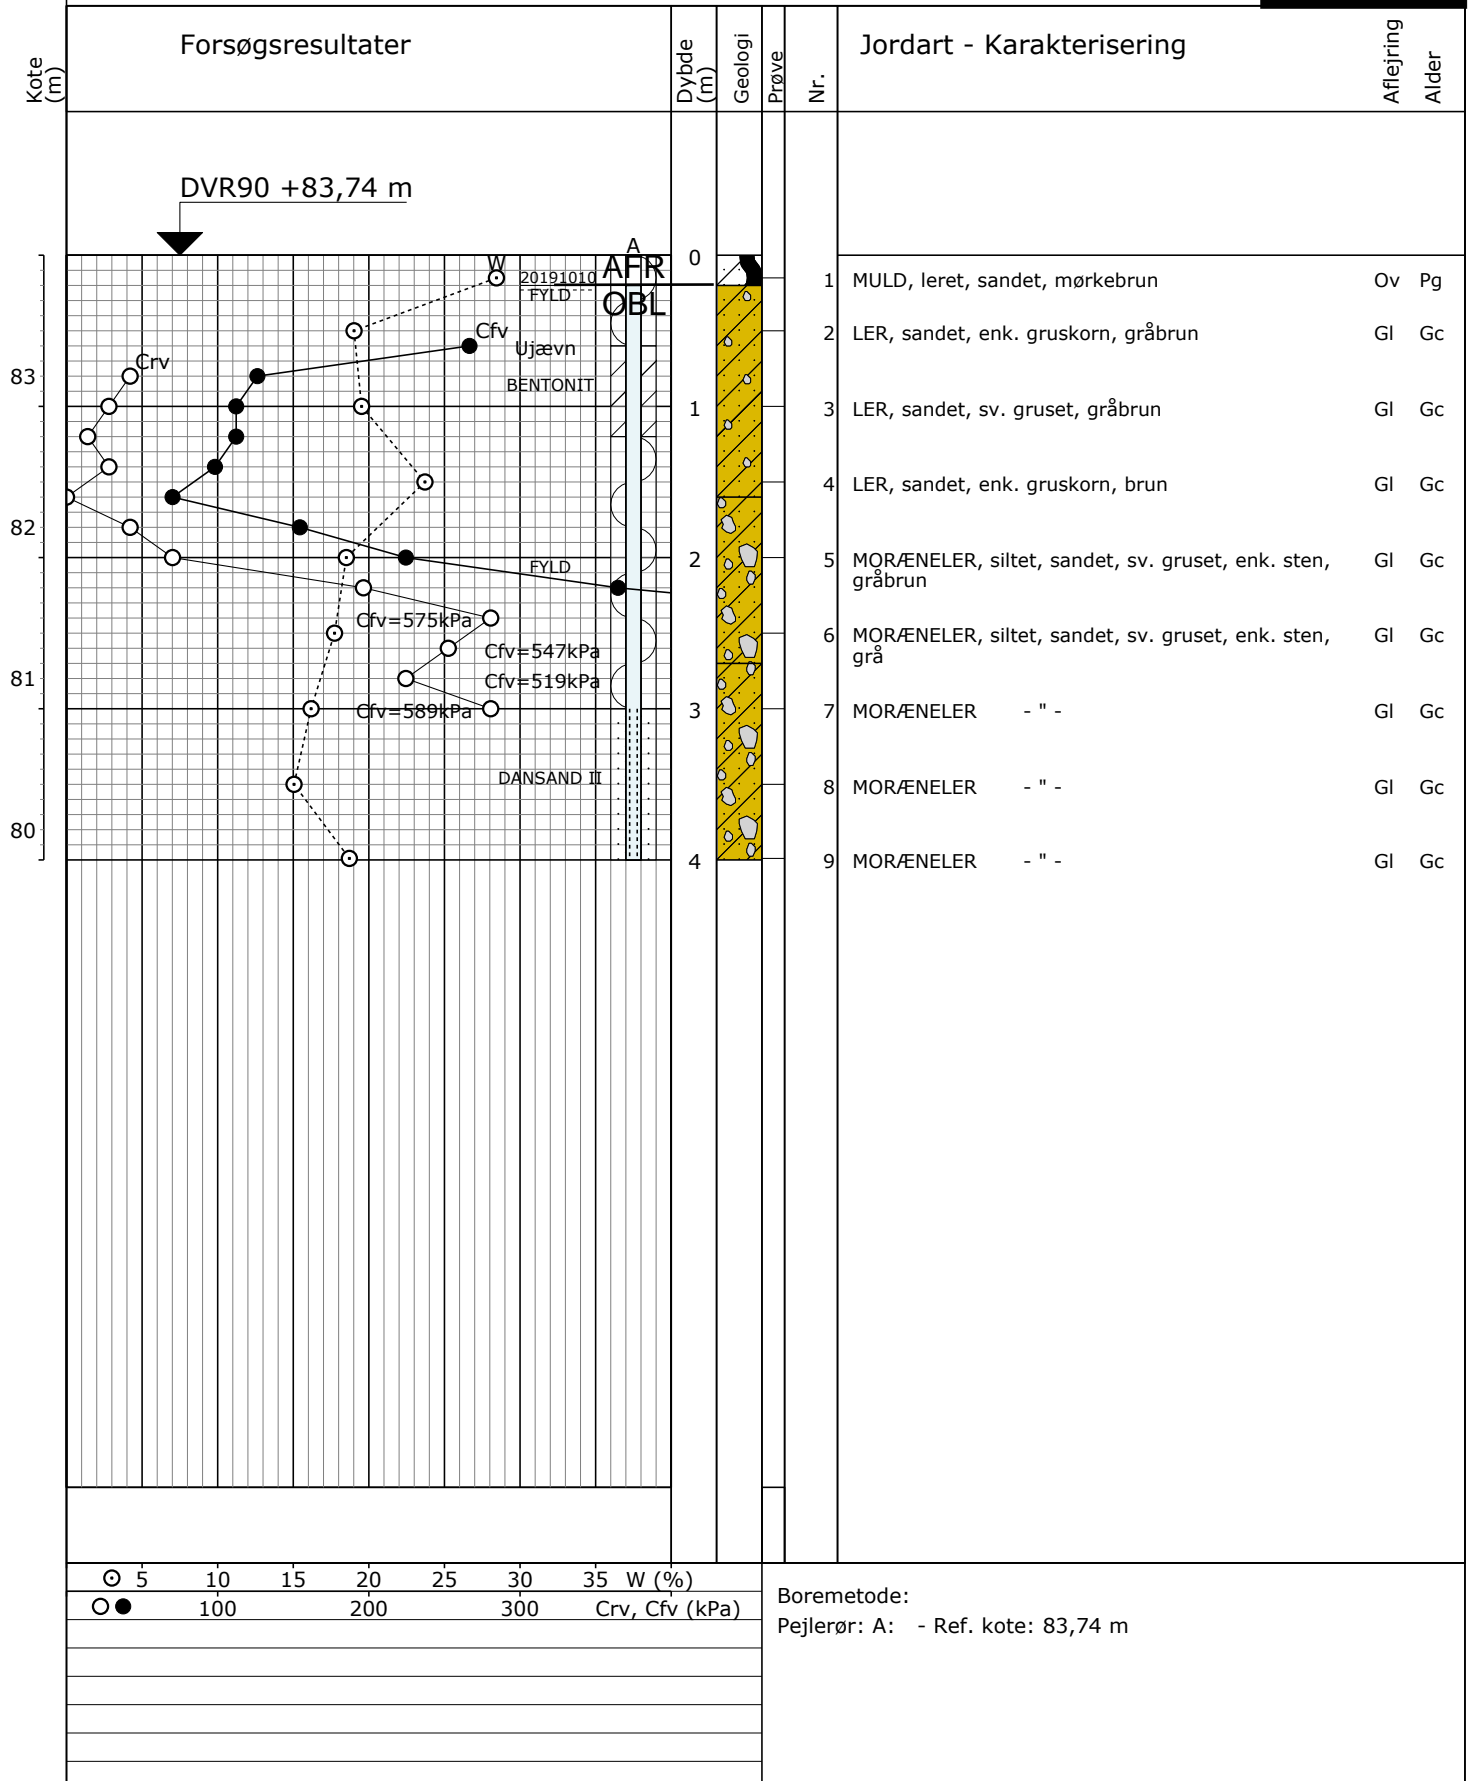 Kote (m)
Forsøgsresultater
Dybde (m)
Geologi
Prøve
Nr.
Jordart - Karakterisering
Aflejring
Alder
DVR90 +83,74 m
A
W
20191010
AFR
FYLD
OBL
0
1 MULD, leret, sandet, mørkebrun Ov Pg
Cfv
Ujævn
2 LER, sandet, enk. gruskorn, gråbrun Gl Gc
Crv
83
BENTONIT
1
3 LER, sandet, sv. gruset, gråbrun Gl Gc
4 LER, sandet, enk. gruskorn, brun Gl Gc
82
FYLD
2
5 MORÆNELER, siltet, sandet, sv. gruset, enk. sten, Gl Gc
gråbrun
Cfv=575kPa
6 MORÆNELER, siltet, sandet, sv. gruset, enk. sten, Gl Gc
grå
Cfv=547kPa
81
Cfv=519kPa
Cfv=589kPa
3
7 MORÆNELER - " - Gl Gc
DANSAND II
8 MORÆNELER - " - Gl Gc
80
4
9 MORÆNELER - " - Gl Gc
5 10 15 20 25 30 35 W (%)
100 200 300 Crv, Cfv (kPa)
Boremetode:
Pejlerør: A: - Ref. kote: 83,74 m